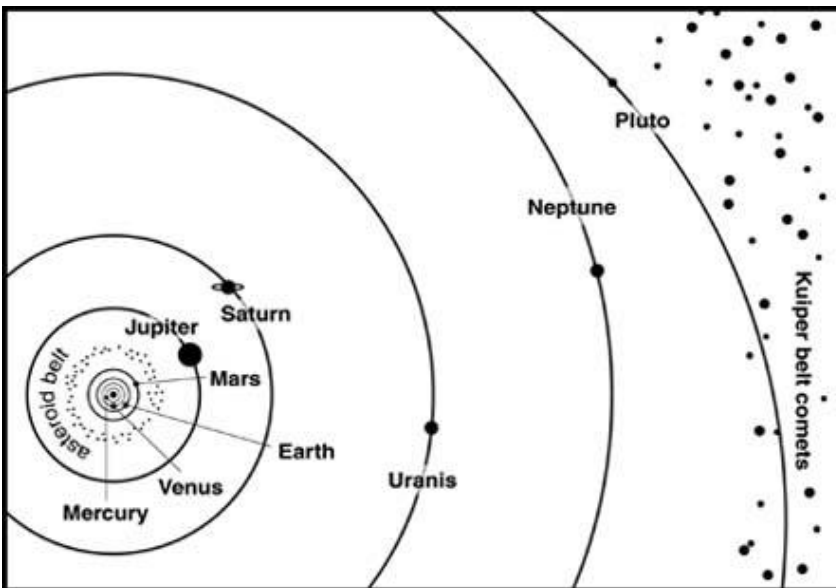 Pluto
Neptune
Saturn
Jupiter
Mars
asteroid belt
Earth
Venus
Mercury
Uranis
Kuiper belt comets